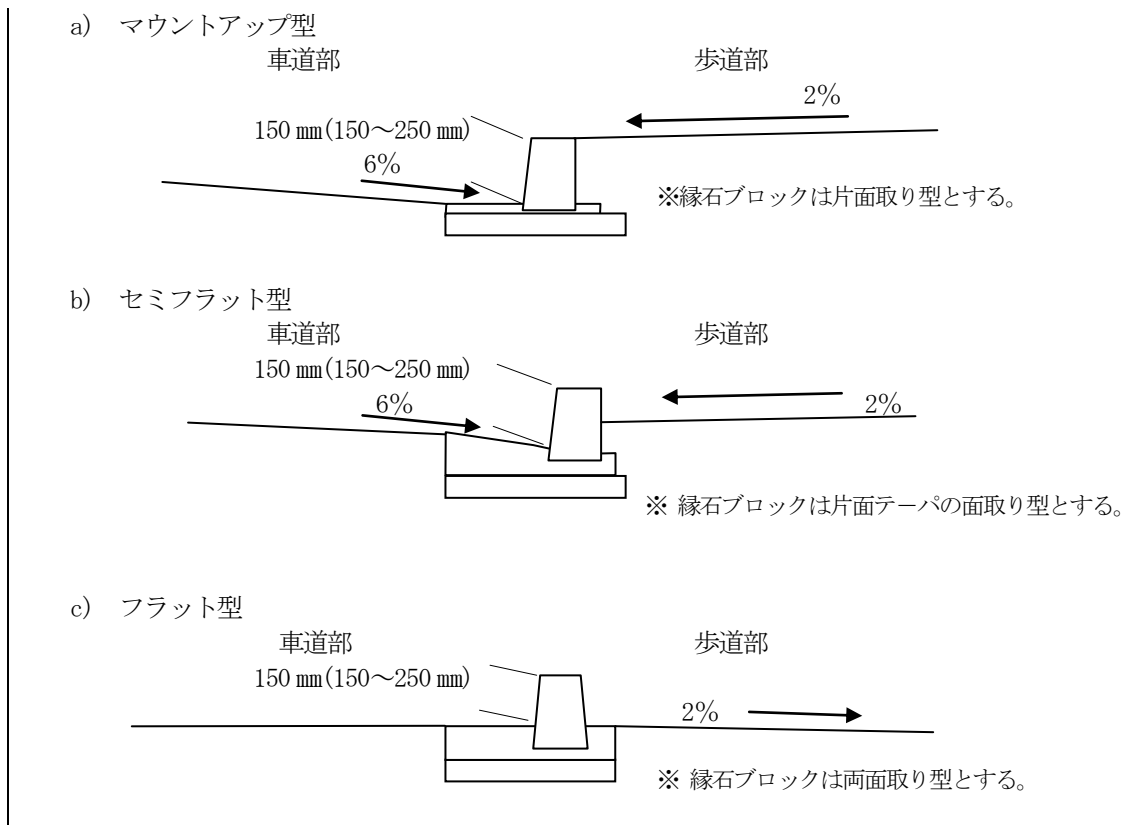 a) マウントアップ型
車道部 歩道部
2%
150 ㎜(150～250 ㎜)
6%
※縁石ブロックは片面取り型とする。
b) セミフラット型
車道部 歩道部
150 ㎜(150～250 ㎜)
6% 2%
※ 縁石ブロックは片面テーパの面取り型とする。
c) フラット型
車道部 歩道部
150 ㎜(150～250 ㎜)
2%
※ 縁石ブロックは両面取り型とする。